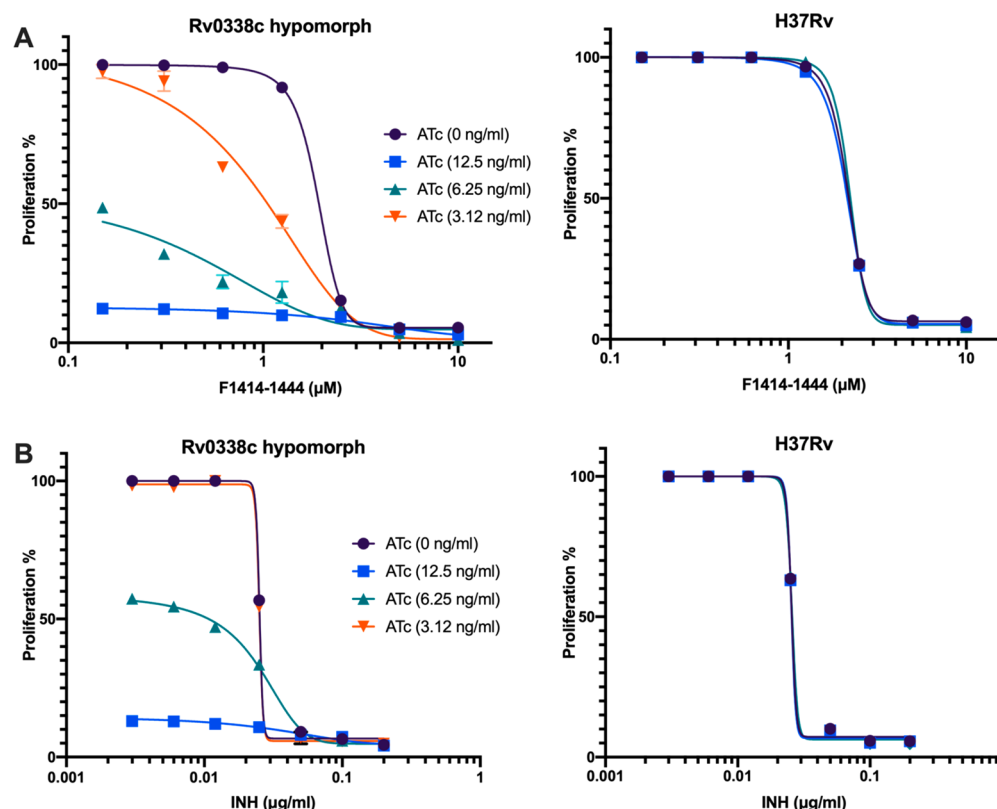 A
Rv0338c hypomorph
H37Rv
Proliferation %
100
50
0
0.1
1
10
F1414-1444 (µM)
ATc (0 ng/ml)
ATc (12.5 ng/ml)
ATc (6.25 ng/ml)
ATc (3.12 ng/ml)
Proliferation %
100
50
0
0.1
1
10
F1414-1444 (µM)
B
Rv0338c hypomorph
H37Rv
Proliferation %
100
50
0
0.001
0.01
0.1
1
INH (µg/ml)
ATc (0 ng/ml)
ATc (12.5 ng/ml)
ATc (6.25 ng/ml)
ATc (3.12 ng/ml)
Proliferation %
100
50
0
0.001
0.01
0.1
1
INH (µg/ml)